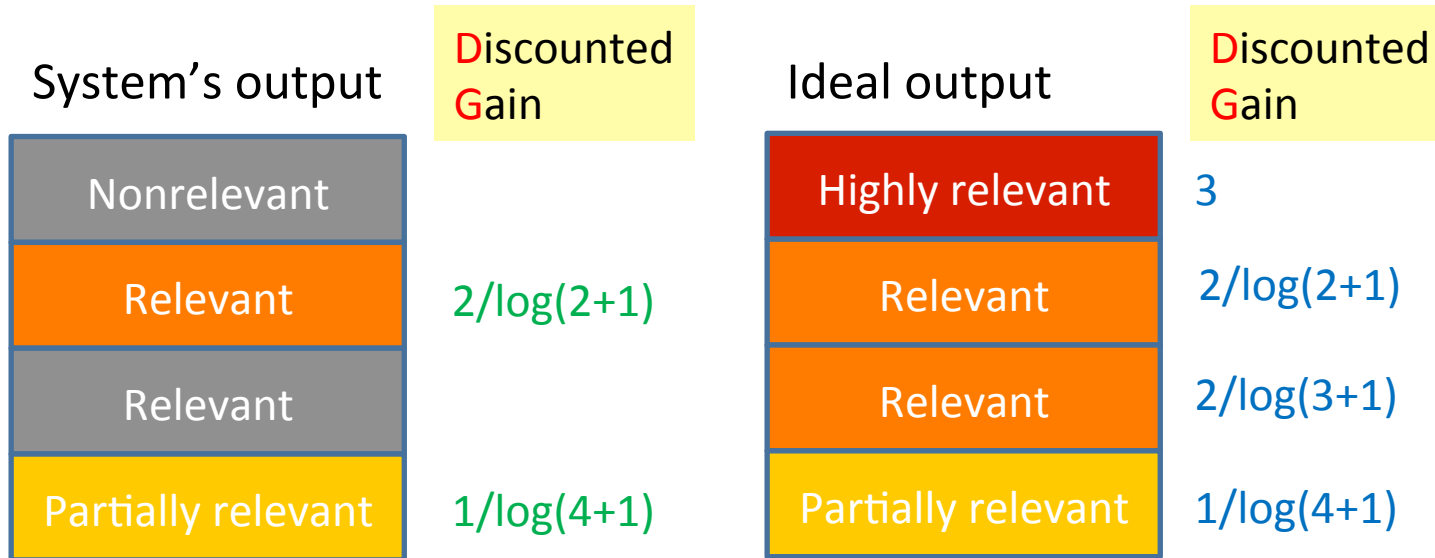 System's output
Discounted
Gain
Ideal output
Discounted
Gain
Nonrelevant
Highly relevant
3
Relevant
2/log(2+1)
Relevant
2/log(2+1)
Relevant
Relevant
2/log(3+1)
Partially relevant
1/log(4+1)
Partially relevant
1/log(4+1)